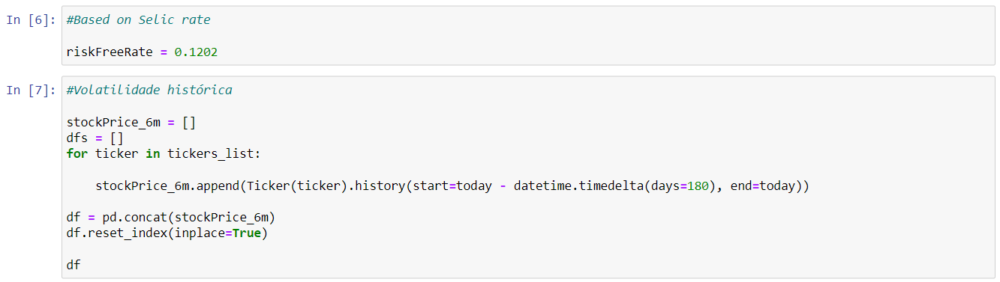 In [6]: #Based on Selic rate
riskFreeRate = 0.1202
In [7]: #Volatilidade histórica
stockPrice_6m = []
dfs = []
for ticker in tickers_list:
    stockPrice_6m.append(Ticker(ticker).history(start=today - datetime.timedelta(days=180), end=today))
df = pd.concat(stockPrice_6m)
df.reset_index(inplace=True)
df